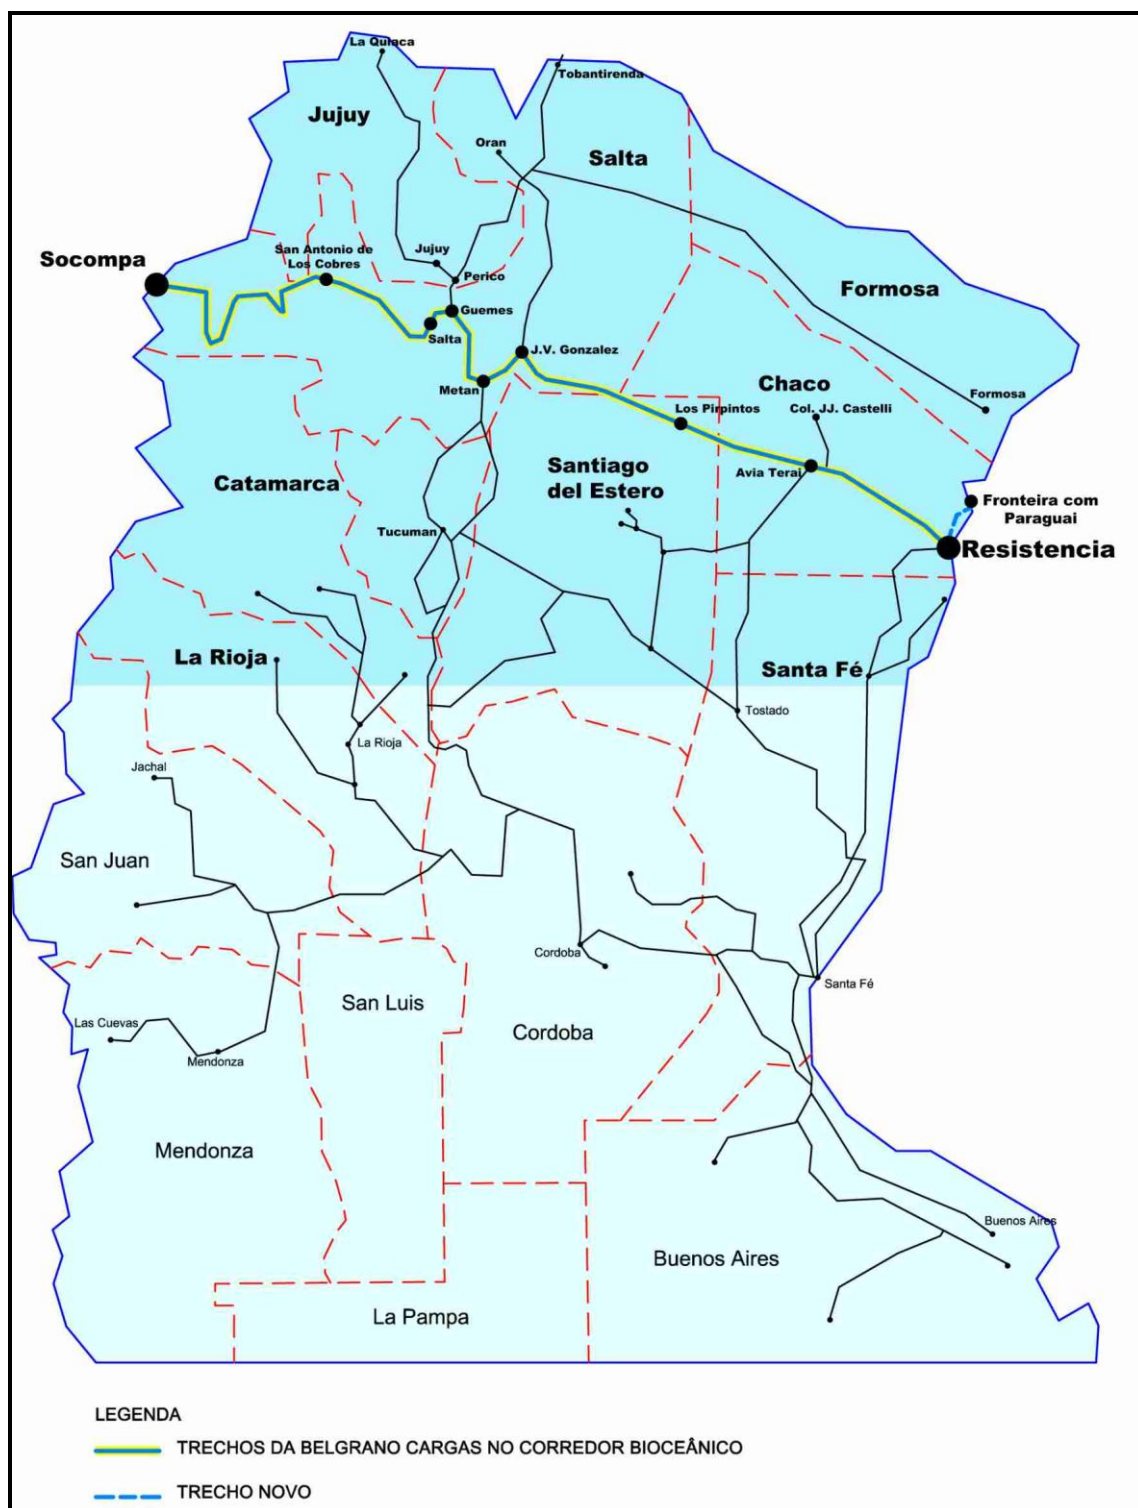 La Quiaca
Tobantirenda
Jujuy
Oran
Salta
San Antonio de
Los Cobres
Jujuy
Socompa
Perico
Formosa
Guemes
Salta
J.V. Gonzalez
Metan
Chaco
Formosa
Los Pirpintos
Col. JJ. Castelli
Santiago
del Estero
Avia Terai
Catamarca
Fronteira com
Paraguai
Tucuman
Resistencia
La Rioja
Santa Fé
Tostado
La Rioja
Jachal
San Juan
Cordoba
Santa Fé
San Luis
Las Cuevas
Cordoba
Mendonza
Mendonza
Buenos Aires
Buenos Aires
La Pampa
LEGENDA
TRECHOS DA BELGRANO CARGAS NO CORREDOR BIOCEÂNICO
TRECHO NOVO